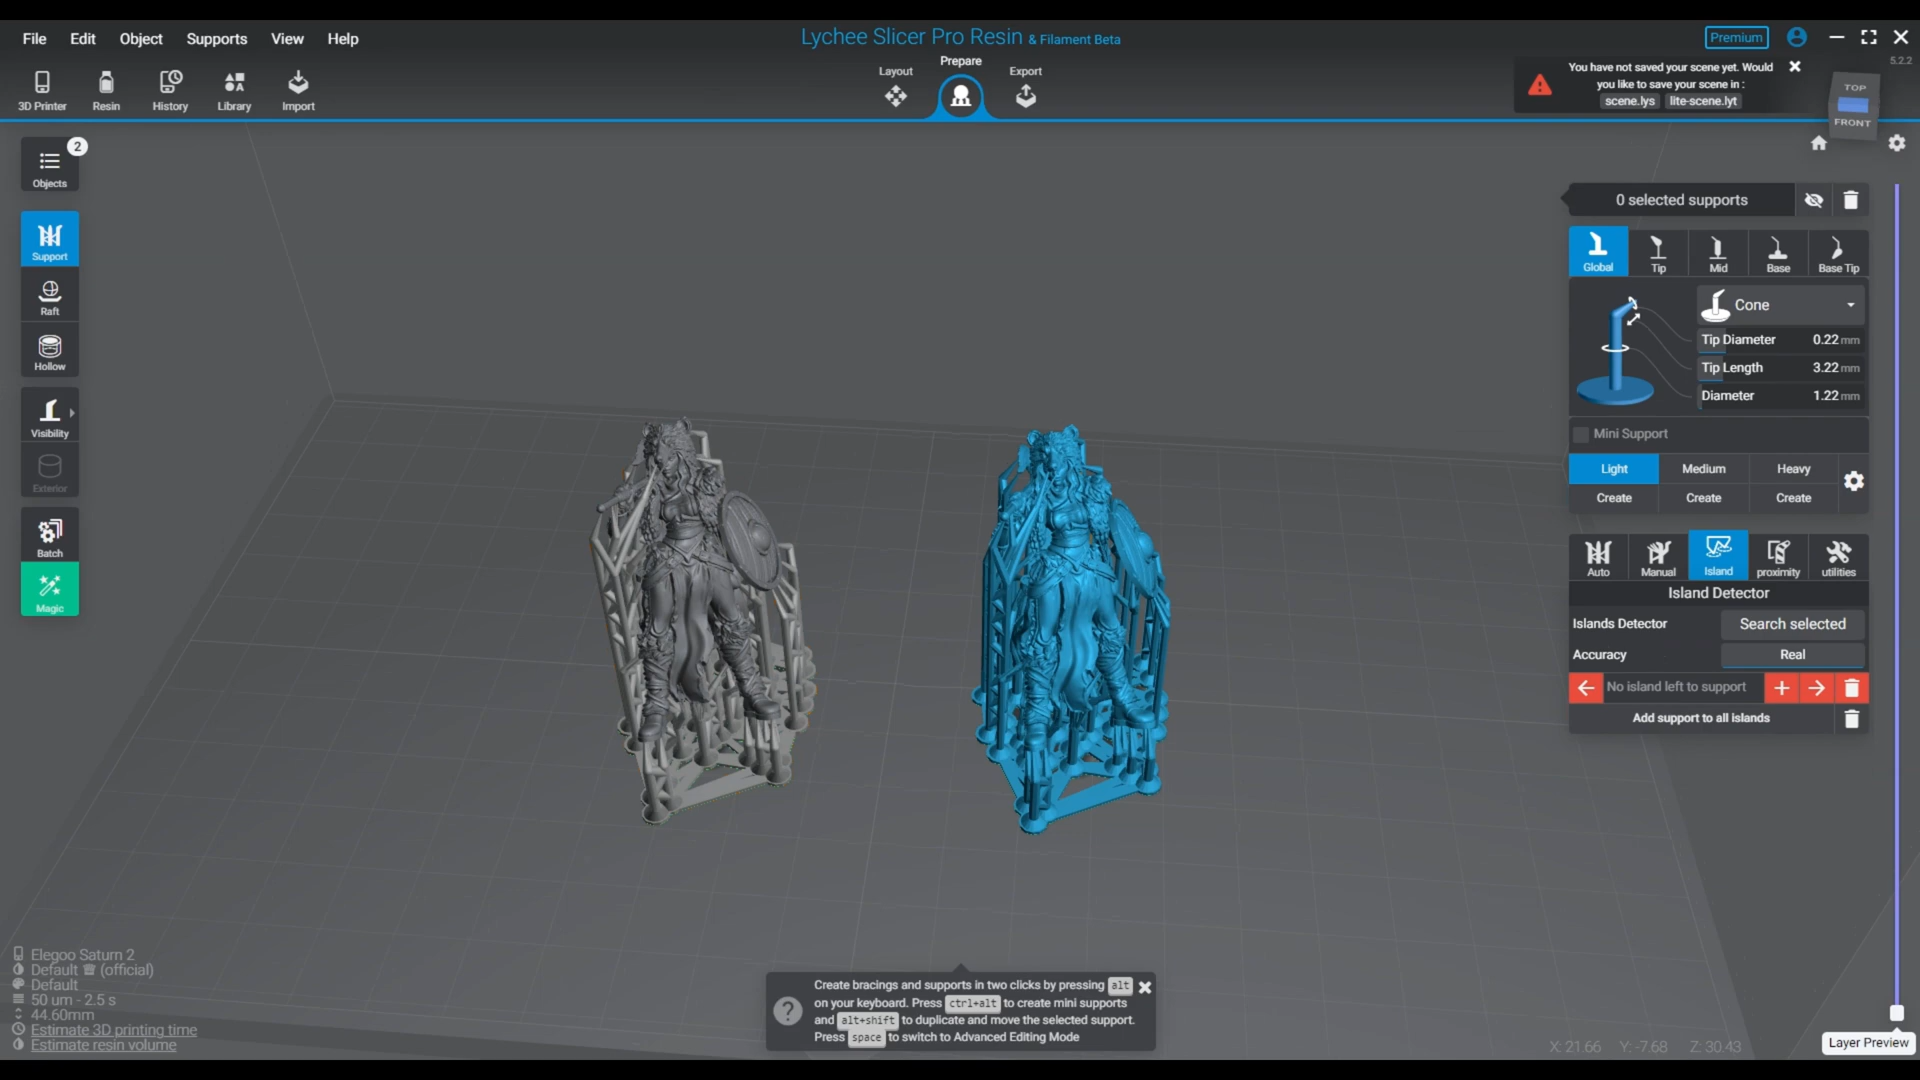 File Edit Object Supports View Help
Lychee Slicer Pro Resin & Filament Beta
Premium
5.2.2
3D Printer Resin History Library Import
Layout Prepare Export
You have not saved your scene yet. Would
you like to save your scene in :
scene.lys lite-scene.lyt
TOP
FRONT
2
Objects
Support
Raft
Hollow
Visibility
Exterior
Batch
Magic
0 selected supports
Global Tip Mid Base Base Tip
Cone
Tip Diameter 0.22 mm
Tip Length 3.22 mm
Diameter 1.22 mm
Mini Support
Light Medium Heavy
Create Create Create
Auto Manual Island proximity utilities
Island Detector
Islands Detector Search selected
Accuracy Real
No island left to support
Add support to all islands
Elegoo Saturn 2
Default (official)
Default
50 um - 2.5 s
44.60mm
Estimate 3D printing time
Estimate resin volume
? Create bracings and supports in two clicks by pressing alt
on your keyboard. Press ctrl+alt to create mini supports
and alt+shift to duplicate and move the selected support.
Press space to switch to Advanced Editing Mode
X: 21.66 Y: -7.68 Z: 30.43
Layer Preview